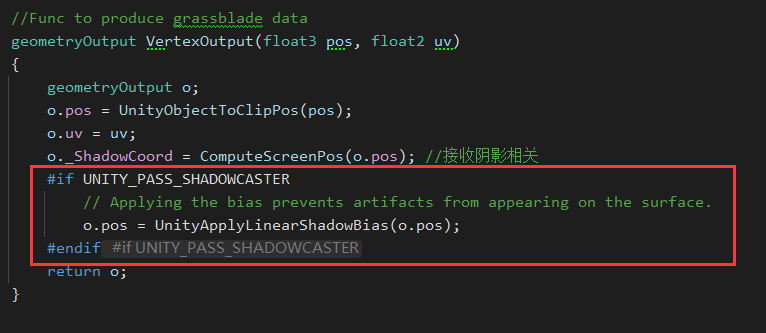 //Func to produce grassblade data
geometryOutput VertexOutput(float3 pos, float2 uv)
{
geometryOutput o;
o.pos = UnityObjectToClipPos(pos);
o.uv = uv;
o._ShadowCoord = ComputeScreenPos(o.pos); //接收阴影相关
#if UNITY_PASS_SHADOWCASTER
// Applying the bias prevents artifacts from appearing on the surface.
o.pos = UnityApplyLinearShadowBias(o.pos);
#endif #if UNITY_PASS_SHADOWCASTER
return o;
}